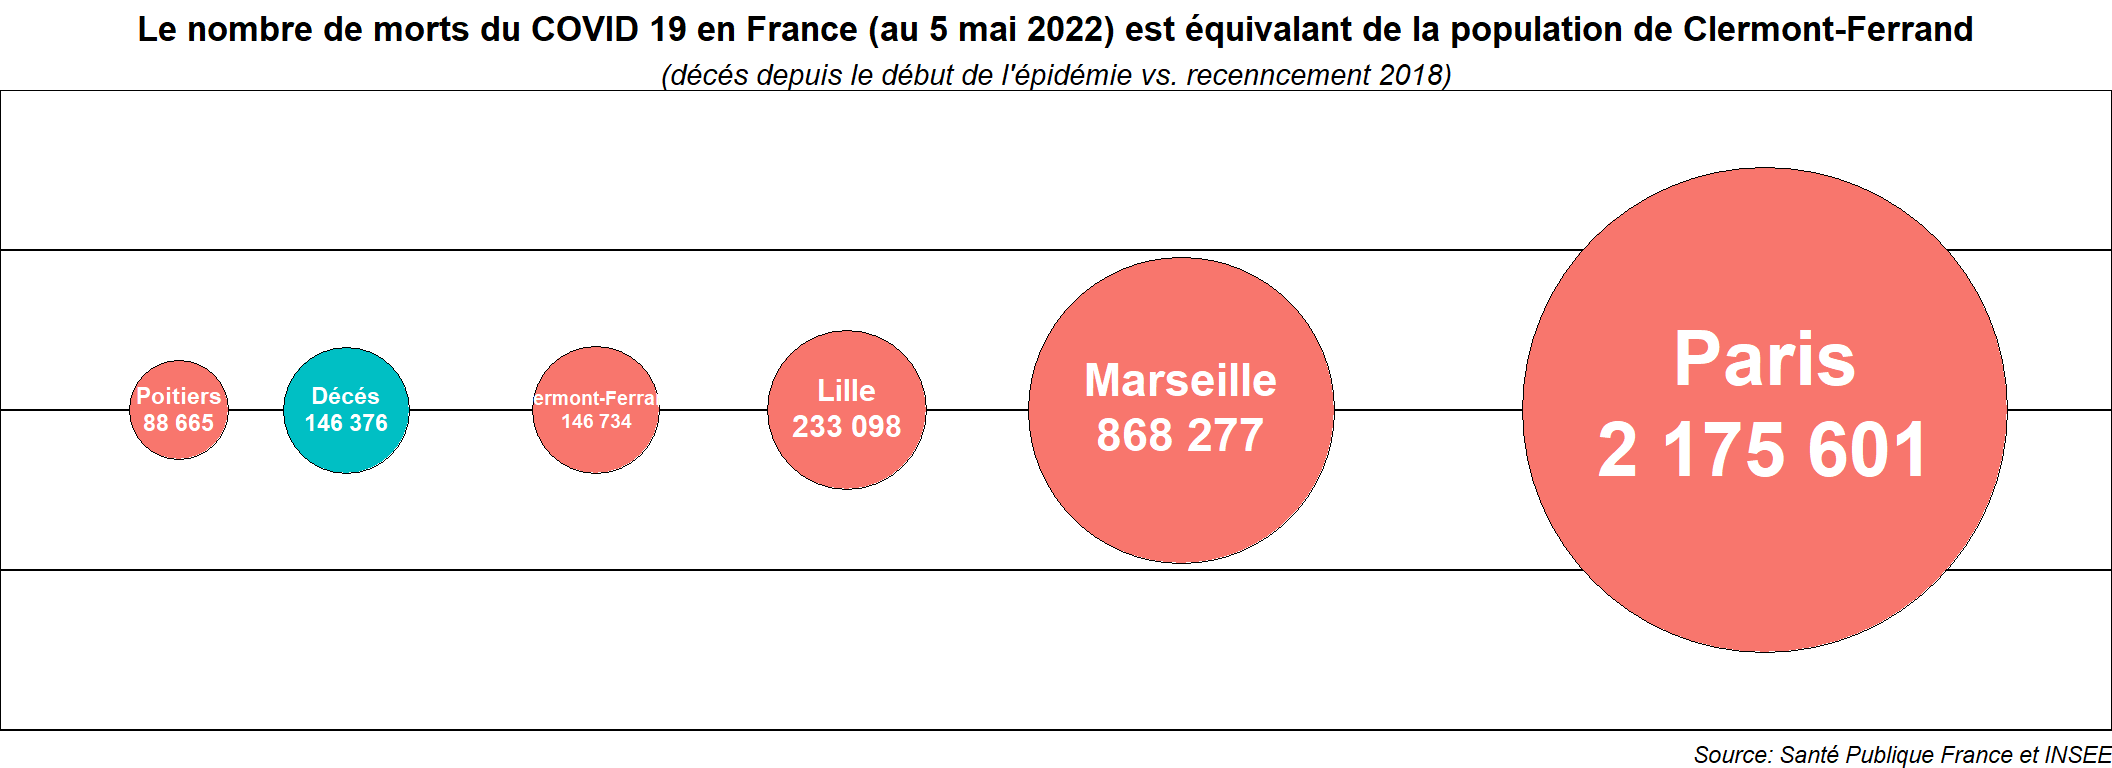 Le nombre de morts du COVID 19 en France (au 5 mai 2022) est équivalant de la population de Clermont-Ferrand
(décés depuis le début de l'épidémie vs. recenncement 2018)
Poitiers
88 665
Décés
146 376
ermont-Ferra
146 734
Lille
233 098
Marseille
868 277
Paris
2 175 601
Source: Santé Publique France et INSEE